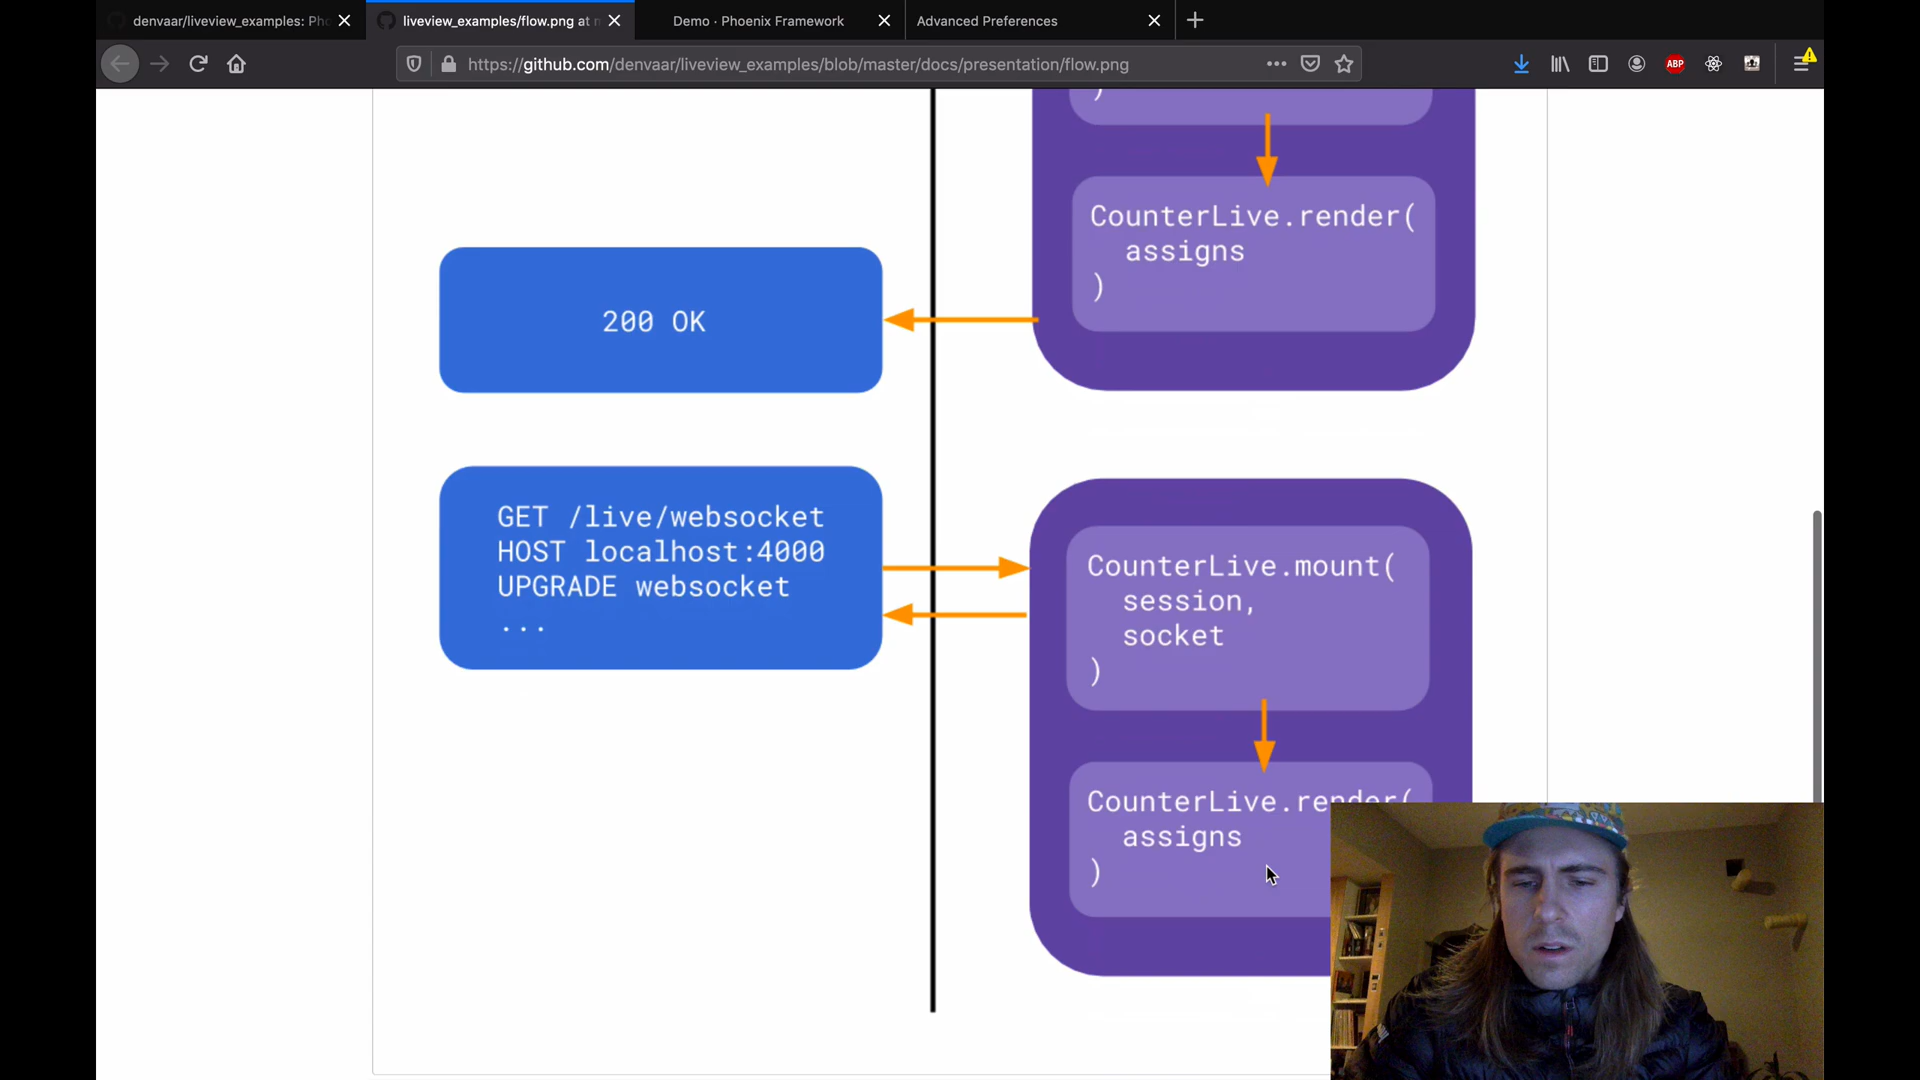 denvaar/liveview_examples: Pho
liveview_examples/flow.png at m
Demo · Phoenix Framework
Advanced Preferences
https://github.com/denvaar/liveview_examples/blob/master/docs/presentation/flow.png
ABP
)
CounterLive.render(
assigns
)
200 OK
GET /live/websocket
HOST localhost:4000
UPGRADE websocket
...
CounterLive.mount(
session,
socket
)
CounterLive.render(
assigns
)